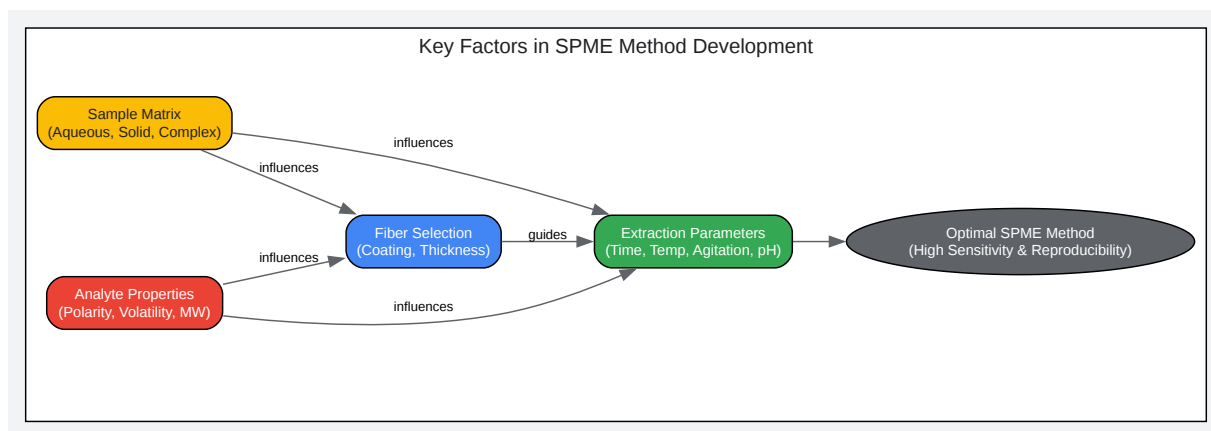 Key Factors in SPME Method Development
Sample Matrix
(Aqueous, Solid, Complex)
influences
influences
Fiber Selection
(Coating, Thickness)
guides
Extraction Parameters
(Time, Temp, Agitation, pH)
Optimal SPME Method
(High Sensitivity & Reproducibility)
influences
Analyte Properties
(Polarity, Volatility, MW)
influences